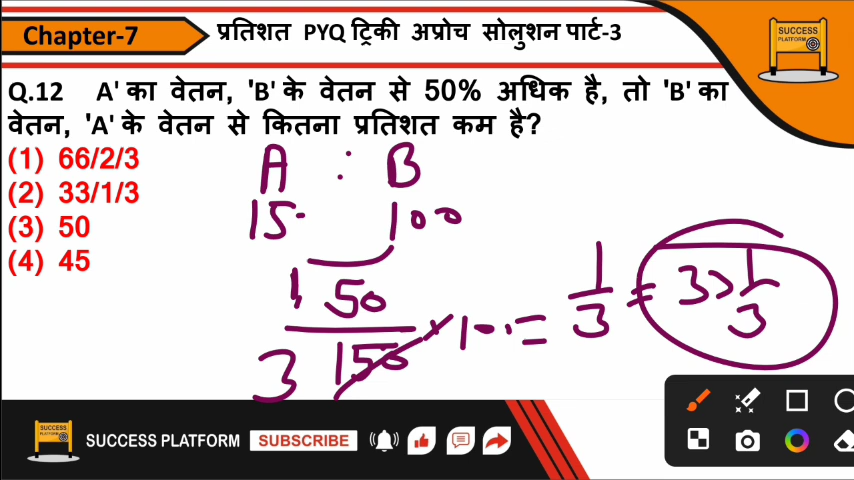 Chapter-7
प्रतिशत PYQ ट्रिकी अप्रोच सोलुशन पार्ट-3
SUCCESS
PLATFORM
Q.12 A' का वेतन, 'B' के वेतन से 50% अधिक है, तो 'B' का
वेतन, 'A' के वेतन से कितना प्रतिशत कम है?
(1) 66/2/3
(2) 33/1/3
(3) 50
(4) 45
A : B
150 100
1 50
3 150 × 100 = 1/3 = 33 1/3
SUCCESS
PLATFORM
SUCCESS PLATFORM
SUBSCRIBE